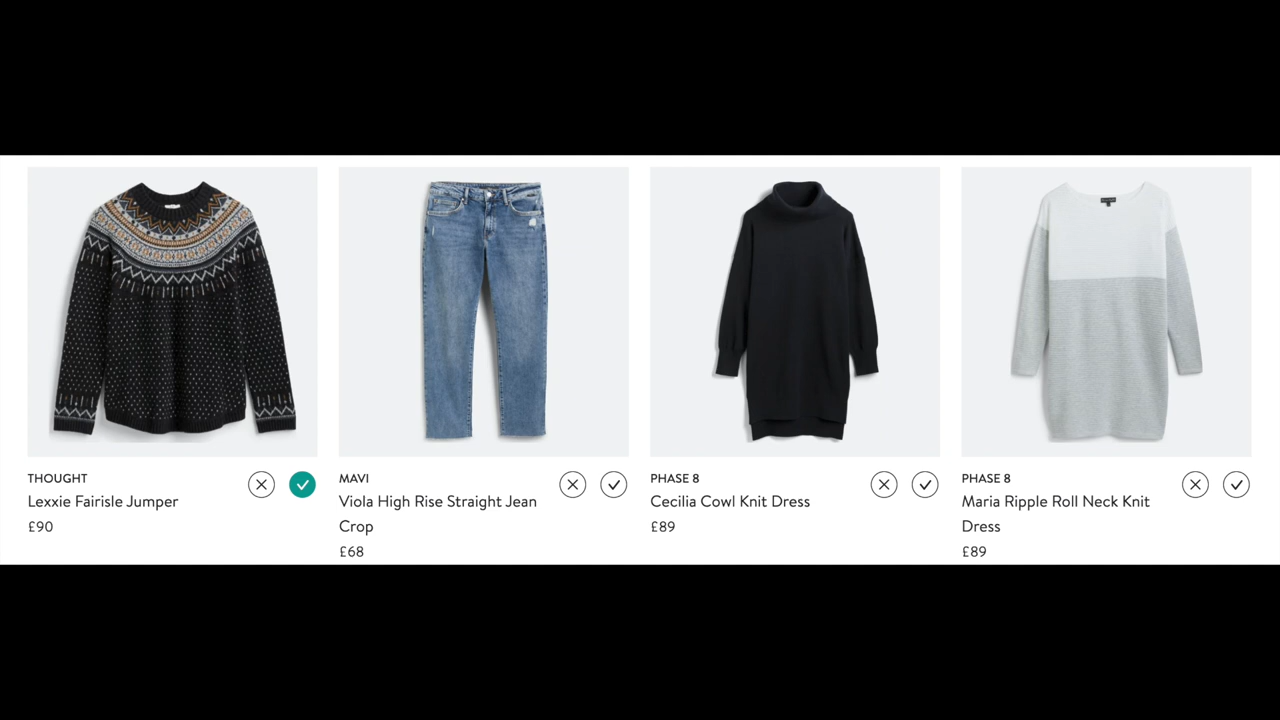 THOUGHT
Lexxie Fairisle Jumper
£90
MAVI
Viola High Rise Straight Jean
Crop
£68
PHASE 8
Cecilia Cowl Knit Dress
£89
PHASE 8
Maria Ripple Roll Neck Knit
Dress
£89